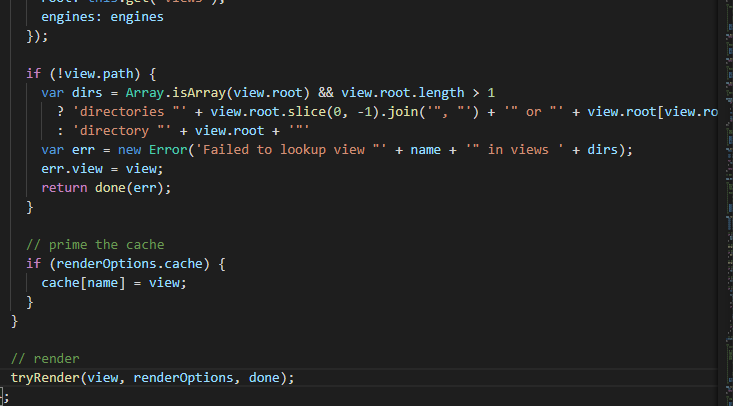 root: this.get('views'),
engines: engines
});
if (!view.path) {
var dirs = Array.isArray(view.root) && view.root.length > 1
? 'directories "' + view.root.slice(0, -1).join('", "') + '" or "' + view.root[view.ro
: 'directory "' + view.root + '"'
var err = new Error('Failed to lookup view "' + name + '" in views ' + dirs);
err.view = view;
return done(err);
}
// prime the cache
if (renderOptions.cache) {
cache[name] = view;
}
}
// render
tryRender(view, renderOptions, done);
};